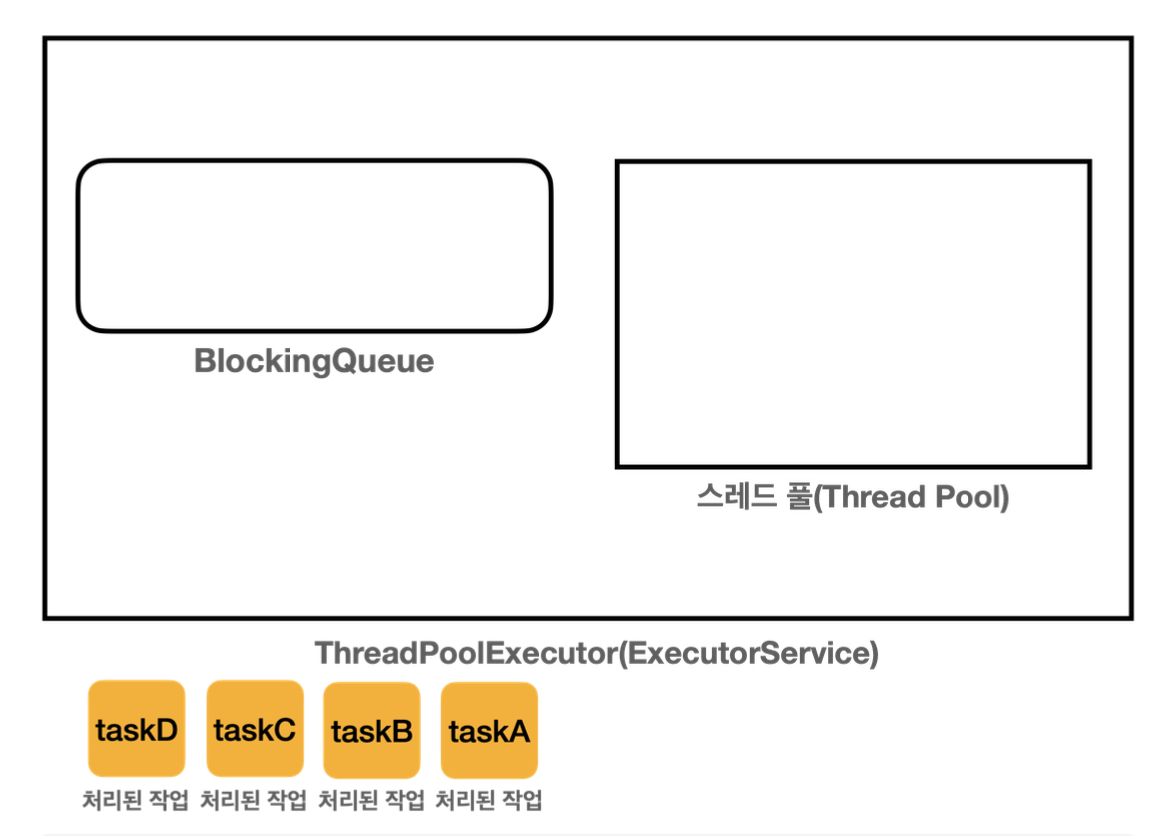 BlockingQueue
스레드 풀(Thread Pool)
ThreadPoolExecutor(ExecutorService)
taskD taskC taskB taskA
처리된 작업 처리된 작업 처리된 작업 처리된 작업